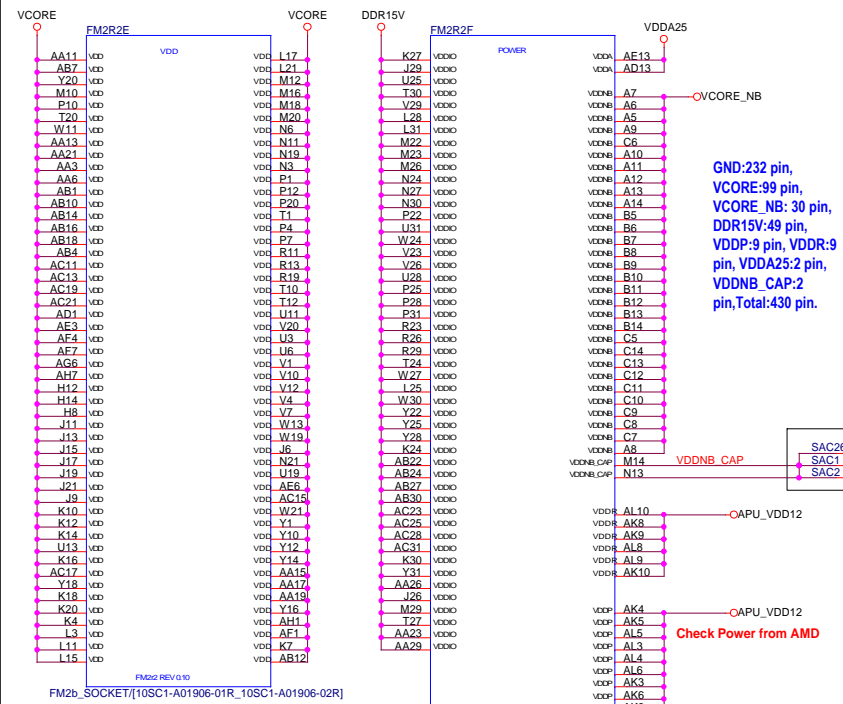 VCORE
VCORE
FM2R2E
VDD
AA11 VDD VDD L17
AB7 VDD VDD L21
Y20 VDD VDD M12
M10 VDD VDD M16
P10 VDD VDD M18
T20 VDD VDD M20
W11 VDD VDD N6
AA13 VDD VDD N11
AA21 VDD VDD N19
AA3 VDD VDD N3
AA6 VDD VDD P1
AB1 VDD VDD P12
AB10 VDD VDD P20
AB14 VDD VDD T1
AB16 VDD VDD P4
AB18 VDD VDD P7
AB4 VDD VDD R11
AC11 VDD VDD R13
AC13 VDD VDD R19
AC19 VDD VDD T10
AC21 VDD VDD T12
AD1 VDD VDD U11
AE3 VDD VDD V20
AF4 VDD VDD U3
AF7 VDD VDD U6
AG6 VDD VDD V1
AH7 VDD VDD V10
H12 VDD VDD V12
H14 VDD VDD V4
H8 VDD VDD V7
J11 VDD VDD W13
J13 VDD VDD W19
J15 VDD VDD J6
J17 VDD VDD N21
J19 VDD VDD U19
J21 VDD VDD AE6
J9 VDD VDD AC15
K10 VDD VDD W21
K12 VDD VDD Y1
K14 VDD VDD Y10
U13 VDD VDD Y12
K16 VDD VDD Y14
AC17 VDD VDD AA15
Y18 VDD VDD AA17
K18 VDD VDD AA19
K20 VDD VDD Y16
K4 VDD VDD AH1
L3 VDD VDD AF1
L11 VDD VDD K7
L15 VDD VDD AB12
FM2r2 REV 0.10
FM2b_SOCKET/[10SC1-A01906-01R_10SC1-A01906-02R]
DDR15V
FM2R2F
POWER
K27 VDDIO
J29 VDDIO
U25 VDDIO
T30 VDDIO
V29 VDDIO
L28 VDDIO
L31 VDDIO
M22 VDDIO
M23 VDDIO
M26 VDDIO
N24 VDDIO
N27 VDDIO
N30 VDDIO
P22 VDDIO
U31 VDDIO
W24 VDDIO
V23 VDDIO
V26 VDDIO
U28 VDDIO
P25 VDDIO
P28 VDDIO
P31 VDDIO
R23 VDDIO
R26 VDDIO
R29 VDDIO
T24 VDDIO
W27 VDDIO
L25 VDDIO
W30 VDDIO
Y22 VDDIO
Y25 VDDIO
Y28 VDDIO
K24 VDDIO
AB22 VDDIO
AB24 VDDIO
AB27 VDDIO
AB30 VDDIO
AC23 VDDIO
AC25 VDDIO
AC28 VDDIO
AC31 VDDIO
K30 VDDIO
Y31 VDDIO
AA26 VDDIO
J26 VDDIO
M29 VDDIO
T27 VDDIO
AA23 VDDIO
AA29 VDDIO
VDDA25
VDDA AE13
VDDA AD13
VDDNB A7
VCORE_NB
VDDNB A6
VDDNB A5
VDDNB A9
VDDNB C6
VDDNB A10
VDDNB A11
VDDNB A12
VDDNB A13
VDDNB A14
VDDNB B5
VDDNB B6
VDDNB B7
VDDNB B8
VDDNB B9
VDDNB B10
VDDNB B11
VDDNB B12
VDDNB B13
VDDNB B14
VDDNB C5
VDDNB C14
VDDNB C13
VDDNB C12
VDDNB C11
VDDNB C10
VDDNB C9
VDDNB C8
VDDNB C7
VDDNB A8
VDDNB_CAP M14
VDDNB_CAP
VDDNB_CAP N13
SAC26
SAC1
SAC2
VDDR AL10
APU_VDD12
VDDR AK8
VDDR AK9
VDDR AL8
VDDR AL9
VDDR AK10
VDDP AK4
APU_VDD12
VDDP AK5
VDDP AL5
VDDP AL3
VDDP AL4
VDDP AL6
VDDP AK3
VDDP AK6
Check Power from AMD
GND:232 pin,
VCORE:99 pin,
VCORE_NB: 30 pin,
DDR15V:49 pin,
VDDP:9 pin, VDDR:9
pin, VDDA25:2 pin,
VDDNB_CAP:2
pin,Total:430 pin.